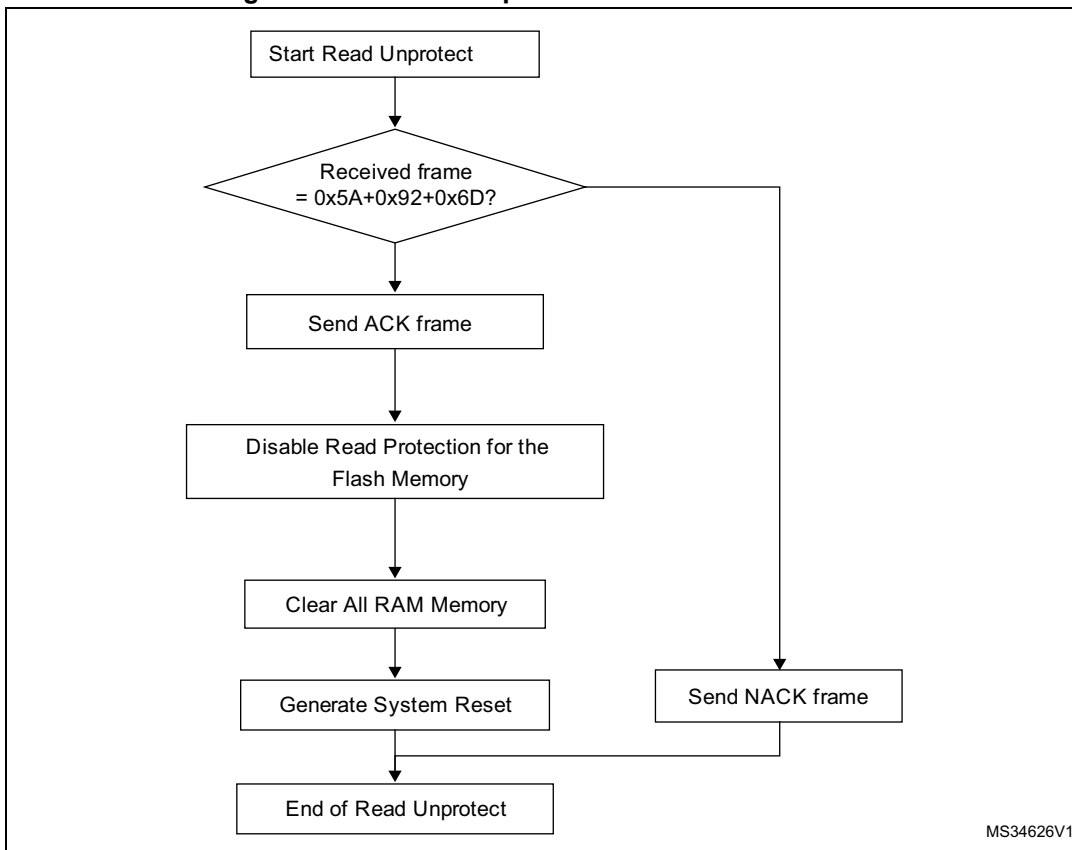 Start Read Unprotect
Received frame
= 0x5A+0x92+0x6D?
Send ACK frame
Disable Read Protection for the
Flash Memory
Clear All RAM Memory
Generate System Reset
Send NACK frame
End of Read Unprotect
MS34626V1